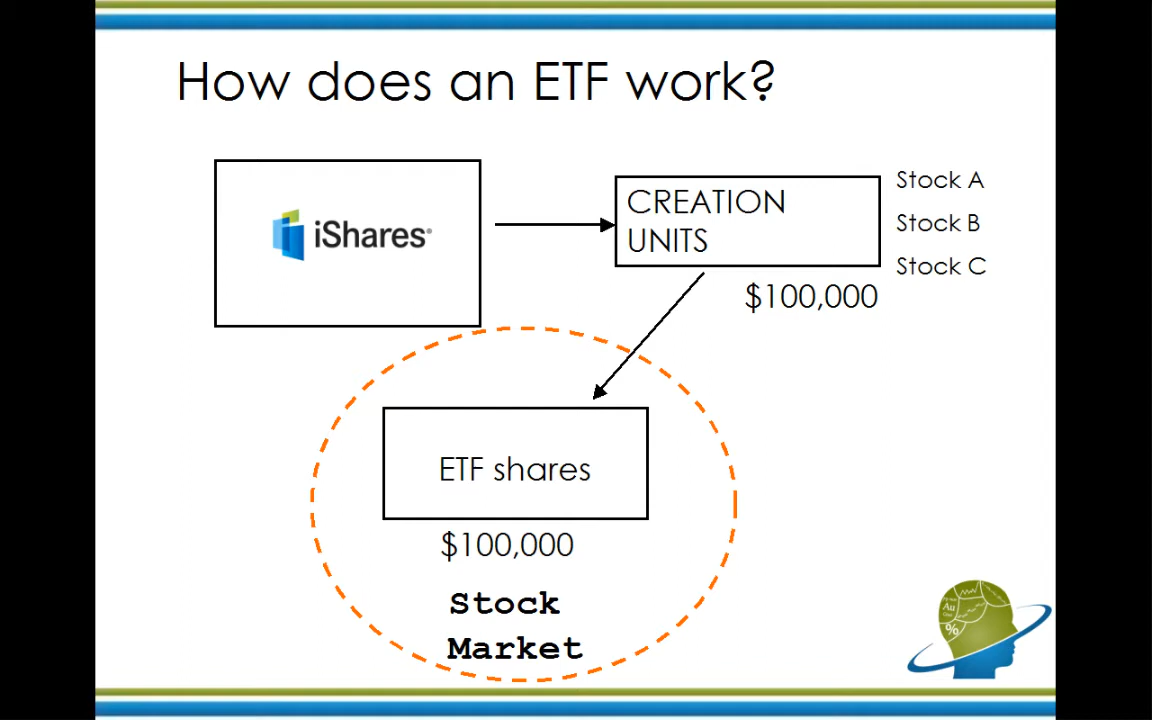 How does an ETF work?
iShares®
CREATION
UNITS
Stock A
Stock B
Stock C
$100,000
ETF shares
$100,000
Stock
Market
Au
%